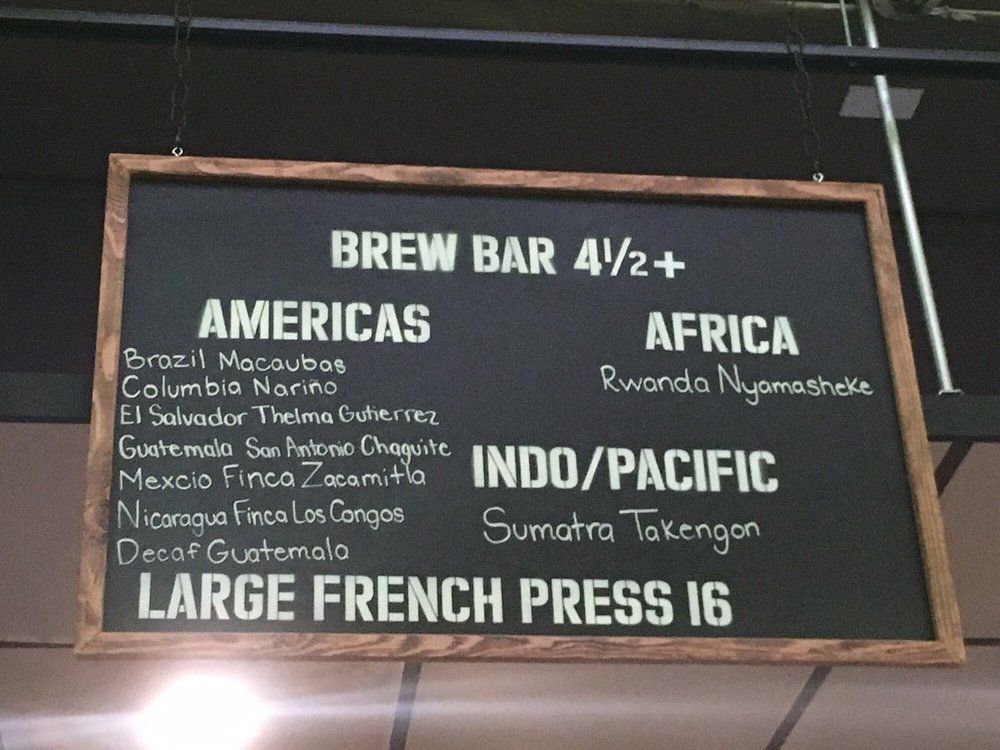 BREW BAR 4½+
AMERICAS
Brazil Macaubas
Columbia Nariño
El Salvador Thelma Gutierrez
Guatemala San Antonio Chaguite
Mexcio Finca Zacamitla
Nicaragua Finca Los Congos
Decaf Guatemala
AFRICA
Rwanda Nyamasheke
INDO/PACIFIC
Sumatra Takengon
LARGE FRENCH PRESS 16